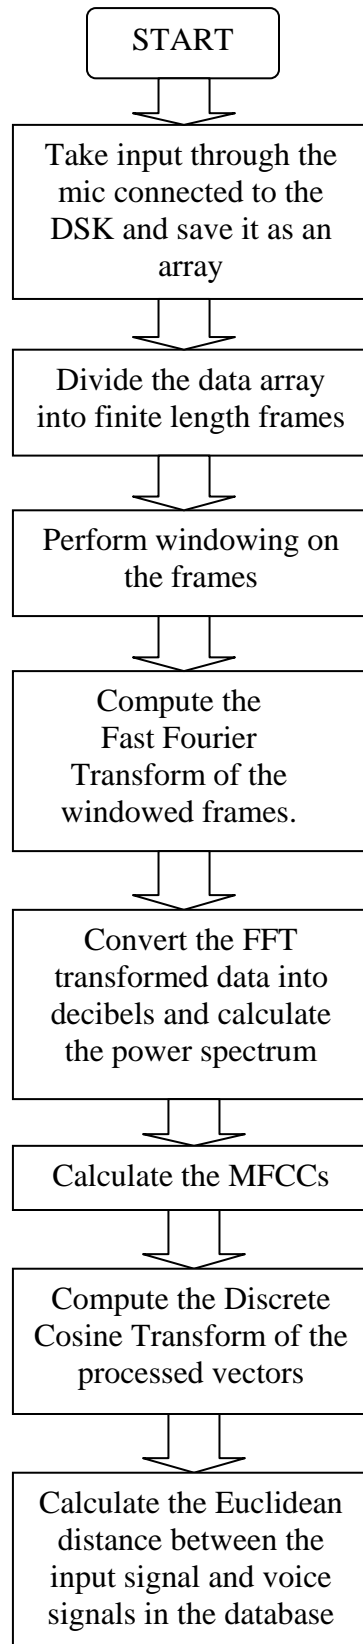 START
Take input through the
mic connected to the
DSK and save it as an
array
Divide the data array
into finite length frames
Perform windowing on
the frames
Compute the
Fast Fourier
Transform of the
windowed frames.
Convert the FFT
transformed data into
decibels and calculate
the power spectrum
Calculate the MFCCs
Compute the Discrete
Cosine Transform of the
processed vectors
Calculate the Euclidean
distance between the
input signal and voice
signals in the database